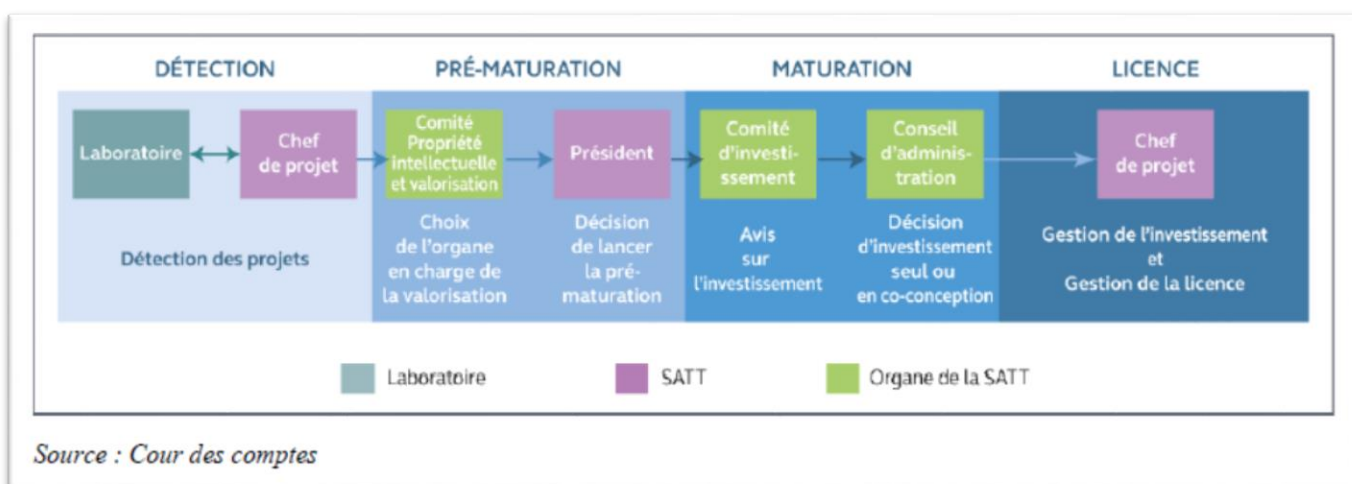 DÉTECTION
PRÉ-MATURATION
MATURATION
LICENCE
Laboratoire
Chef
de projet
Comité
Propriété
intellectuelle
et valorisation
Président
Comité
d'investi-
ssement
Conseil
d'adminis-
tration
Chef
de projet
Détection des projets
Choix
de l'organe
en charge de
la valorisation
Décision
de lancer
la pré-
maturation
Avis
sur
l'investissement
Décision
d'investissement
seul ou
en co-conception
Gestion de l'investissement
et
Gestion de la licence
Laboratoire
SATT
Organe de la SATT
Source : Cour des comptes